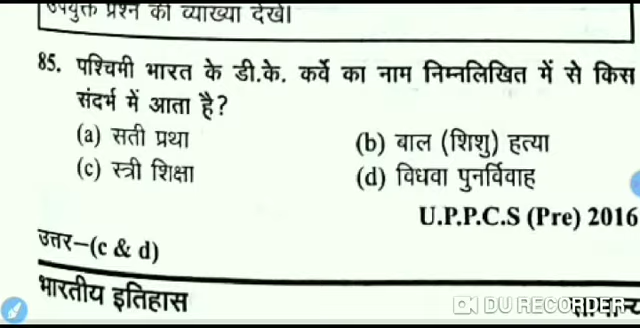 उपर्युक्त प्रश्न की व्याख्या देखें।
85. पश्चिमी भारत के डी.के. कर्वे का नाम निम्नलिखित में से किस
संदर्भ में आता है?
(a) सती प्रथा (b) बाल (शिशु) हत्या
(c) स्त्री शिक्षा (d) विधवा पुनर्विवाह
U.P.P.C.S (Pre) 2016
उत्तर–(c & d)
भारतीय इतिहास
DU RECORDER